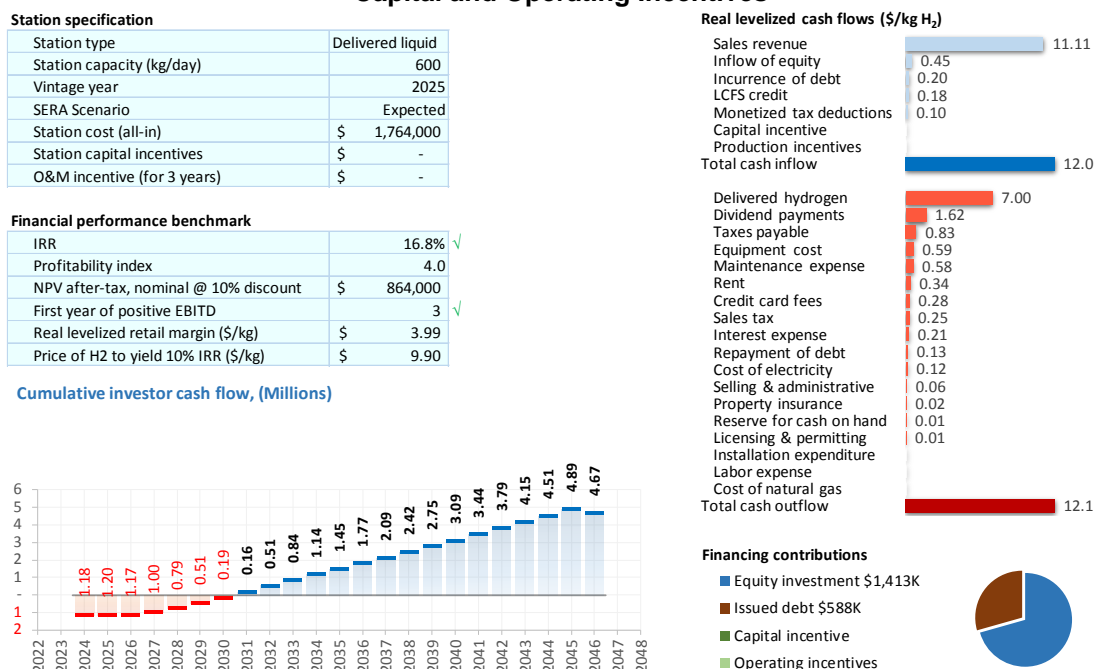 Capital and Operating Incentives
Station specification
Station type Delivered liquid
Station capacity (kg/day) 600
Vintage year 2025
SERA Scenario Expected
Station cost (all-in) $ 1,764,000
Station capital incentives $ -
O&M incentive (for 3 years) $ -
Financial performance benchmark
IRR 16.8% √
Profitability index 4.0
NPV after-tax, nominal @ 10% discount $ 864,000
First year of positive EBITD 3 √
Real levelized retail margin ($/kg) $ 3.99
Price of H2 to yield 10% IRR ($/kg) $ 9.90
Cumulative investor cash flow, (Millions)
6
5
4
3
2
1
-
1
2
1.18 1.20 1.17 1.00 0.79 0.51 0.19 0.16 0.51 0.84 1.14 1.45 1.77 2.09 2.42 2.75 3.09 3.44 3.79 4.15 4.51 4.89 4.67
2022 2023 2024 2025 2026 2027 2028 2029 2030 2031 2032 2033 2034 2035 2036 2037 2038 2039 2040 2041 2042 2043 2044 2045 2046 2047 2048
Real levelized cash flows ($/kg H₂)
Sales revenue 11.11
Inflow of equity 0.45
Incurrence of debt 0.20
LCFS credit 0.18
Monetized tax deductions 0.10
Capital incentive
Production incentives
Total cash inflow 12.0
Delivered hydrogen 7.00
Dividend payments 1.62
Taxes payable 0.83
Equipment cost 0.59
Maintenance expense 0.58
Rent 0.34
Credit card fees 0.28
Sales tax 0.25
Interest expense 0.21
Repayment of debt 0.13
Cost of electricity 0.12
Selling & administrative 0.06
Property insurance 0.02
Reserve for cash on hand 0.01
Licensing & permitting 0.01
Installation expenditure
Labor expense
Cost of natural gas
Total cash outflow 12.1
Financing contributions
Equity investment $1,413K
Issued debt $588K
Capital incentive
Operating incentives